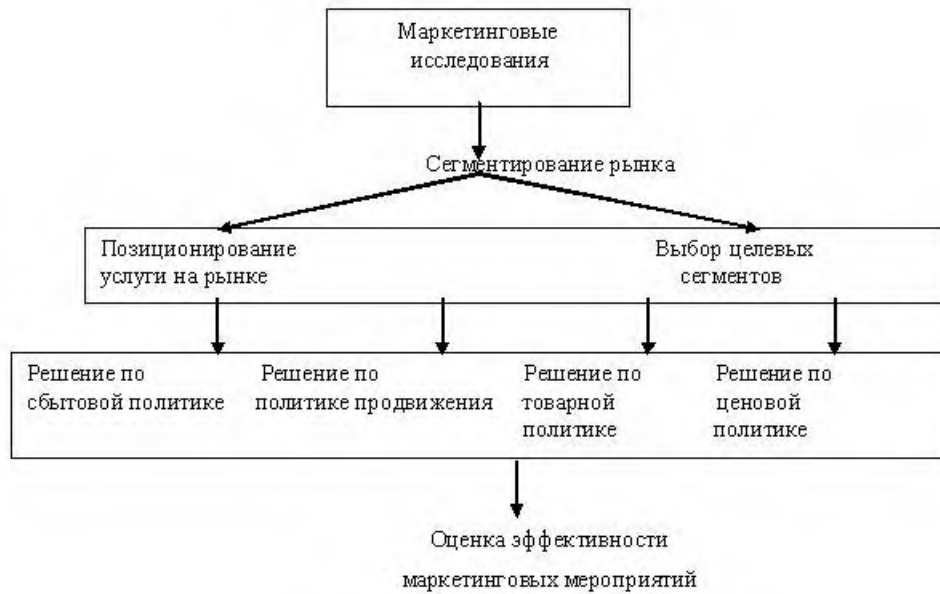 Маркетинговые
исследования
Сегментирование рынка
Позиционирование
услуги на рынке
Выбор целевых
сегментов
Решение по
сбытовой политике
Решение по
политике продвижения
Решение по
товарной
политике
Решение по
ценовой
политике
Оценка эффективности
маркетинговых мероприятий